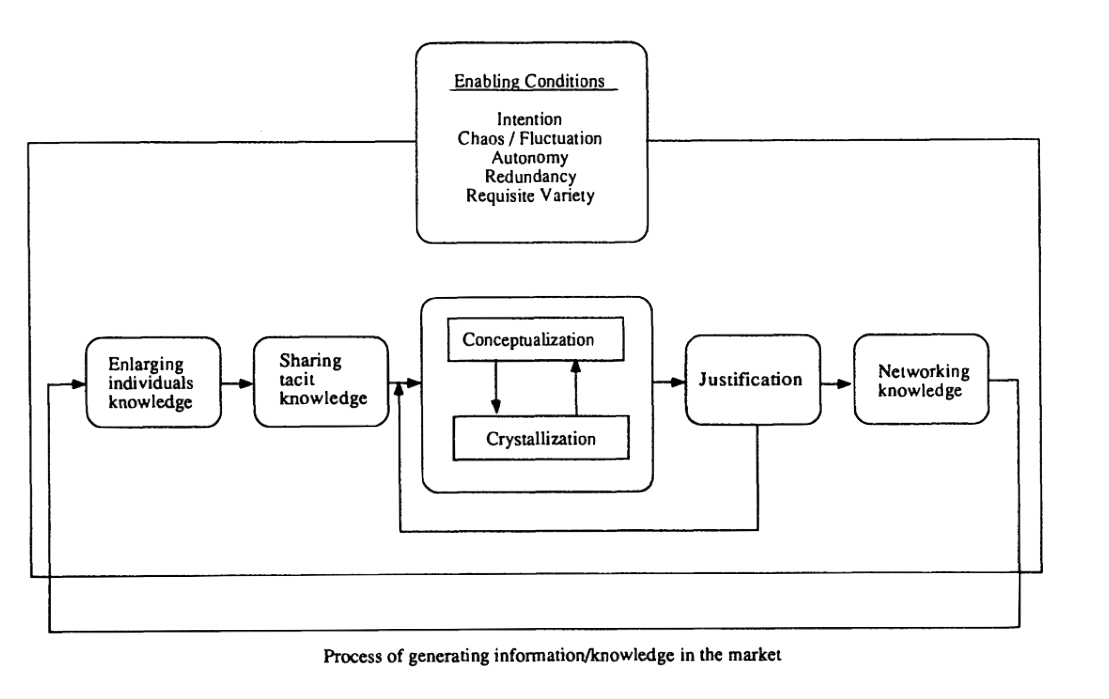 Enabling Conditions
Intention
Chaos / Fluctuation
Autonomy
Redundancy
Requisite Variety
Enlarging
individuals
knowledge
Sharing
tacit
knowledge
Conceptualization
Crystallization
Justification
Networking
knowledge
Process of generating information/knowledge in the market